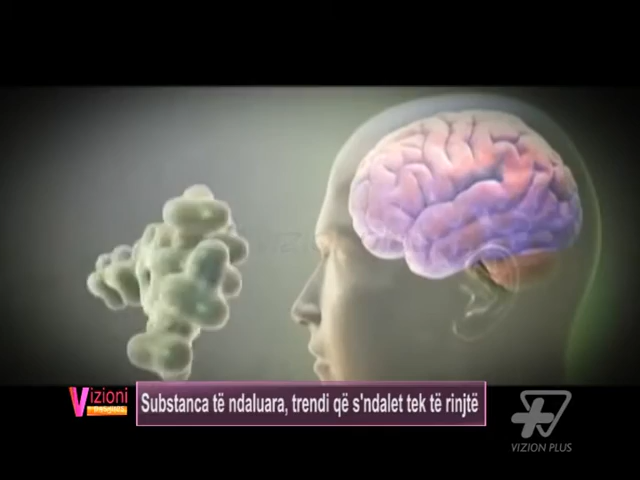 Vizioni
Substanca të ndaluara, trendi që s'ndalet tek të rinjtë
VIZION PLUS